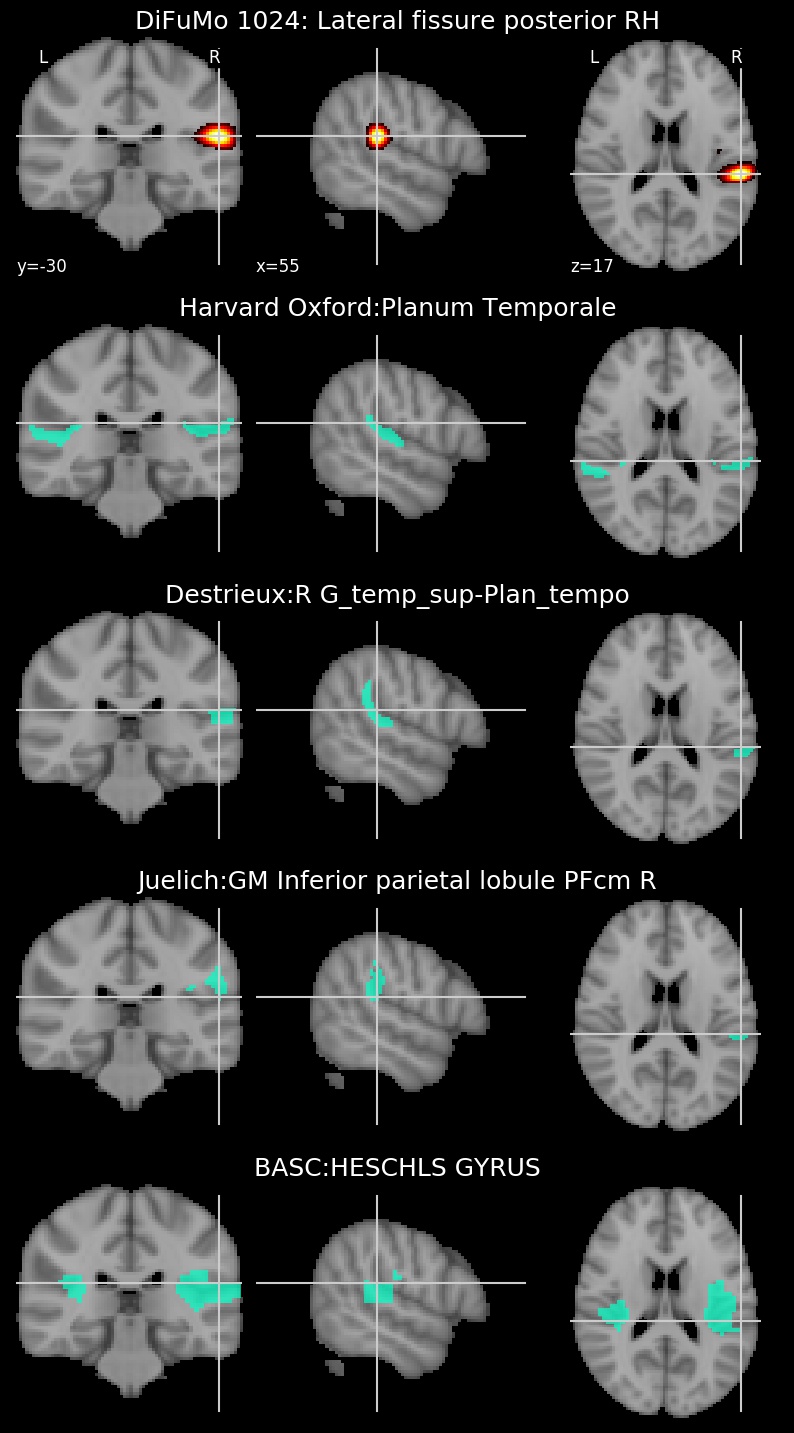 DiFuMo 1024: Lateral fissure posterior RH
L R L R
y=-30 x=55 z=17
Harvard Oxford:Planum Temporale
Destrieux:R G_temp_sup-Plan_tempo
Juelich:GM Inferior parietal lobule PFcm R
BASC:HESCHLS GYRUS